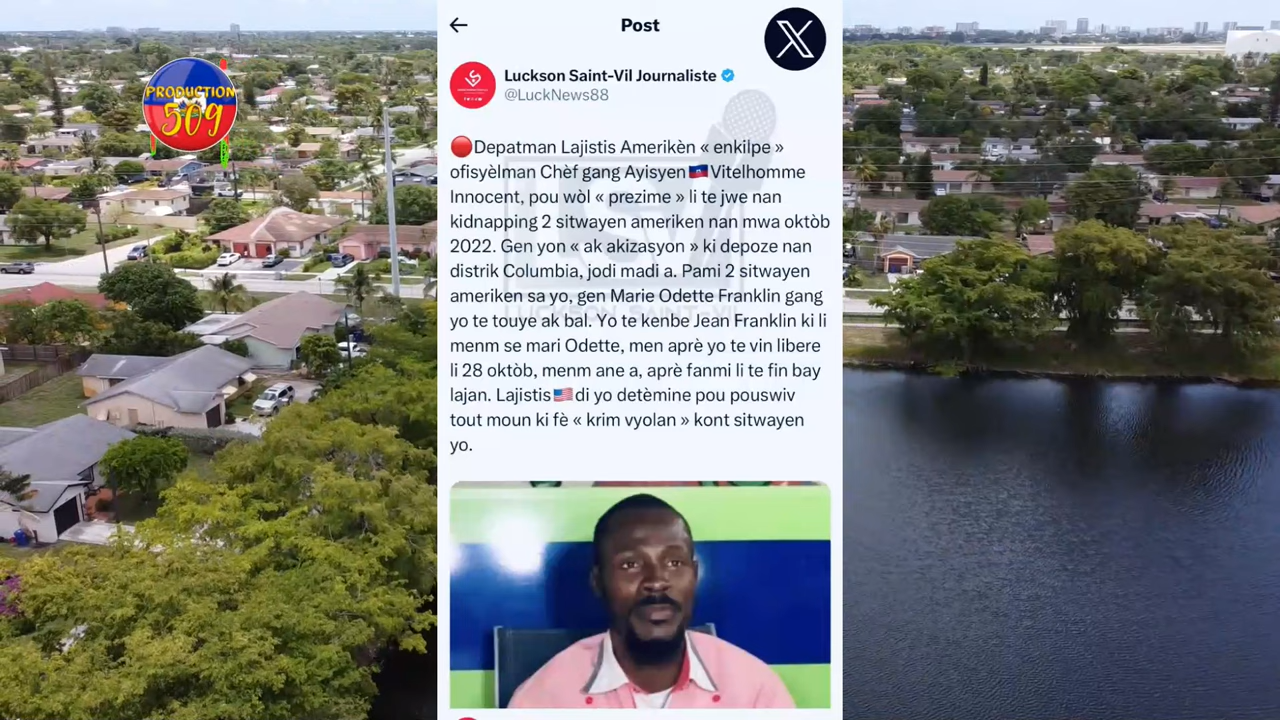 PRODUCTION
509
Post
X
Luckson Saint-Vil Journaliste
@LuckNews88
🔴Depatman Lajistis Amerikèn « enkilpe »
ofisyèlman Chèf gang Ayisyen🇭🇹Vitelhomme
Innocent, pou wòl « prezime » li te jwe nan
kidnapping 2 sitwayen ameriken nan mwa oktòb
2022. Gen yon « ak akizasyon » ki depoze nan
distrik Columbia, jodi madi a. Pami 2 sitwayen
ameriken sa yo, gen Marie Odette Franklin gang
yo te touye ak bal. Yo te kenbe Jean Franklin ki li
menm se mari Odette, men aprè yo te vin libere
li 28 oktòb, menm ane a, aprè fanmi li te fin bay
lajan. Lajistis🇺🇸di yo detèmine pou pouswiv
tout moun ki fè « krim vyolan » kont sitwayen
yo.
LUCKSON SAINT-VIL